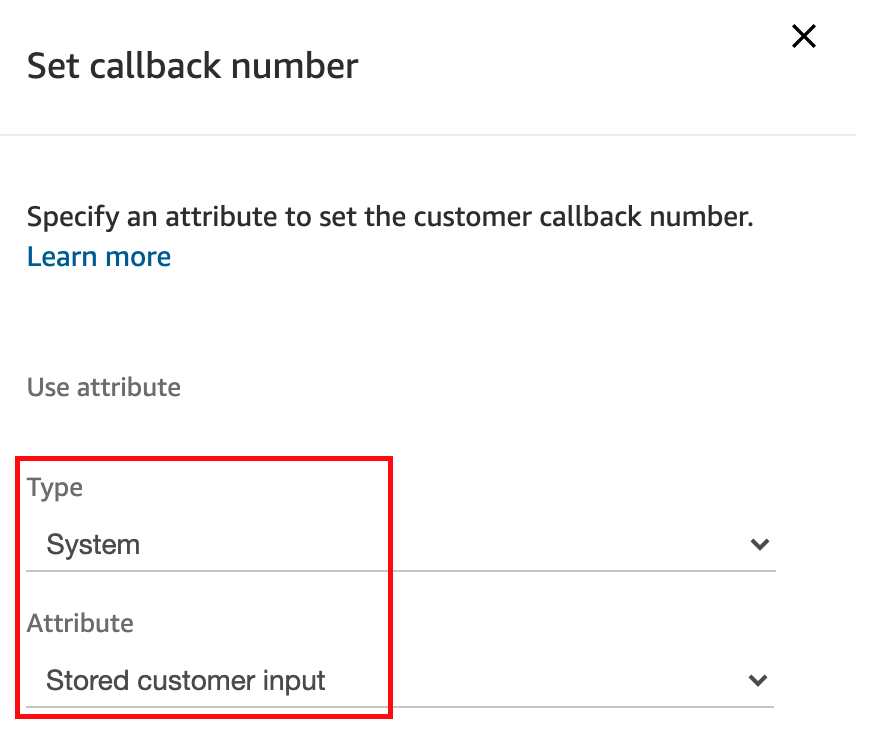 Set callback number
Specify an attribute to set the customer callback number.
Learn more
Use attribute
Type
System
Attribute
Stored customer input